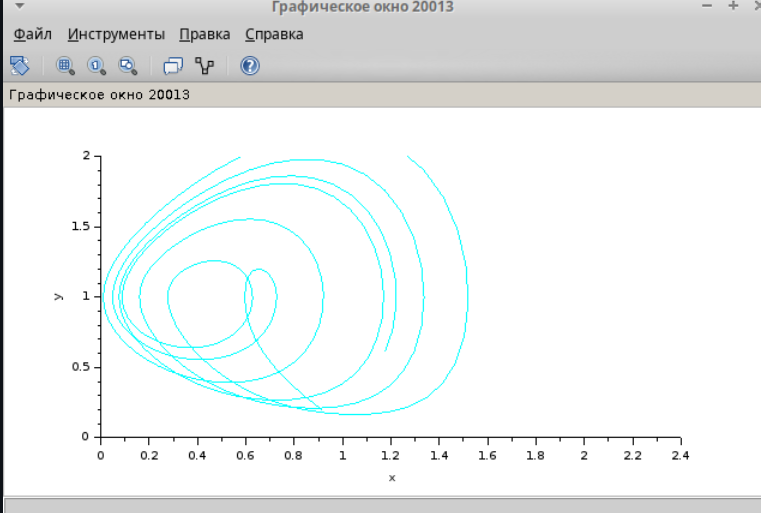 Графическое окно 20013
Файл Инструменты Правка Справка
Графическое окно 20013
2
1.5
y
1
0.5
0
0 0.2 0.4 0.6 0.8 1 1.2 1.4 1.6 1.8 2 2.2 2.4
x